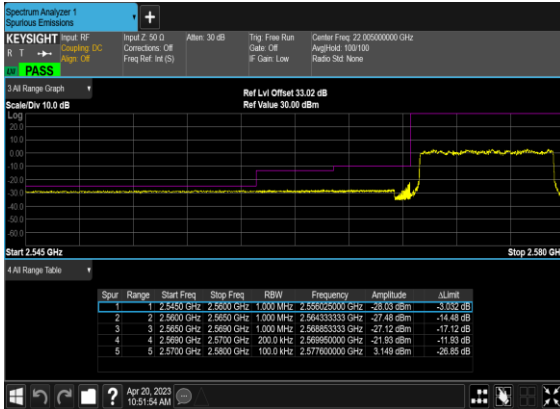 Spectrum Analyzer 1
Spurious Emissions
+
KEYSIGHT Input: RF Input Z: 50 Ω Atten: 30 dB Trig: Free Run Center Freq: 22.005000000 GHz
R T Coupling: DC Corrections: Off Gate: Off Avg|Hold: 100/100
Align: Off Freq Ref: Int (S) IF Gain: Low Radio Std: None
PASS
3 All Range Graph Ref Lvl Offset 33.02 dB
Scale/Div 10.0 dB Ref Value 30.00 dBm
Log
20.0
10.0
0.00
-10.0
-20.0
-30.0
-40.0
-50.0
-60.0
Start 2.545 GHz Stop 2.580 GH
4 All Range Table
Spur Range Start Freq Stop Freq RBW Frequency Amplitude ΔLimit
1 1 2.5450 GHz 2.5600 GHz 1.000 MHz 2.556025000 GHz -28.03 dBm -3.032 dB
2 2 2.5600 GHz 2.5650 GHz 1.000 MHz 2.564333333 GHz -27.48 dBm -14.48 dB
3 3 2.5650 GHz 2.5690 GHz 1.000 MHz 2.568853333 GHz -27.12 dBm -17.12 dB
4 4 2.5690 GHz 2.5700 GHz 200.0 kHz 2.569950000 GHz -21.93 dBm -11.93 dB
5 5 2.5700 GHz 2.5800 GHz 100.0 kHz 2.577600000 GHz 3.149 dBm -26.85 dB
? Apr 20, 2023
10:51:54 AM